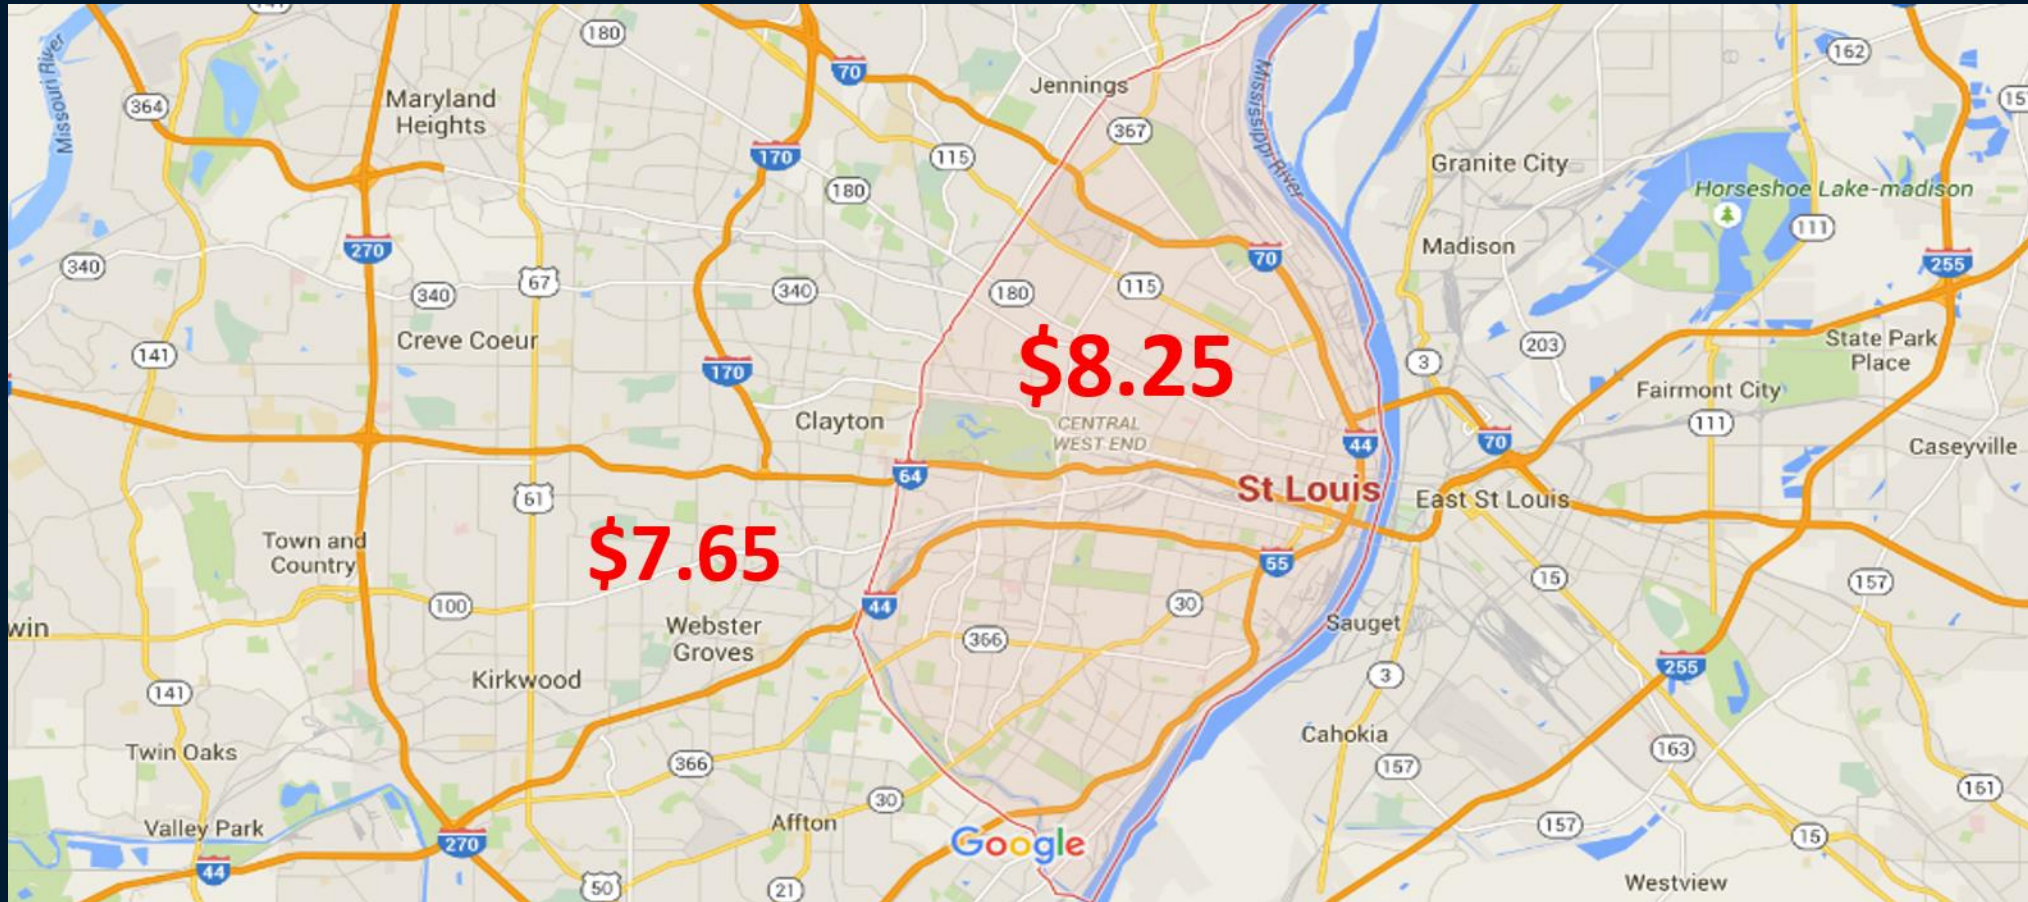 141
180
70
162
Missouri River
364
Maryland
Heights
Jennings
Mississippi River
15
367
170
115
180
Granite City
Horseshoe Lake-madison
111
270
340
67
340
340
180
115
70
Madison
255
$8.25
Creve Coeur
141
170
3
203
State Park
Place
Fairmont City
Clayton
CENTRAL
WEST END
44
70
111
Caseyville
64
St Louis
East St Louis
61
$7.65
Town and
Country
55
15
157
100
44
30
win
Webster
Groves
366
Sauget
255
Kirkwood
141
3
Twin Oaks
366
Cahokia
163
157
161
30
Valley Park
Affton
Google
157
15
270
44
50
21
Westview